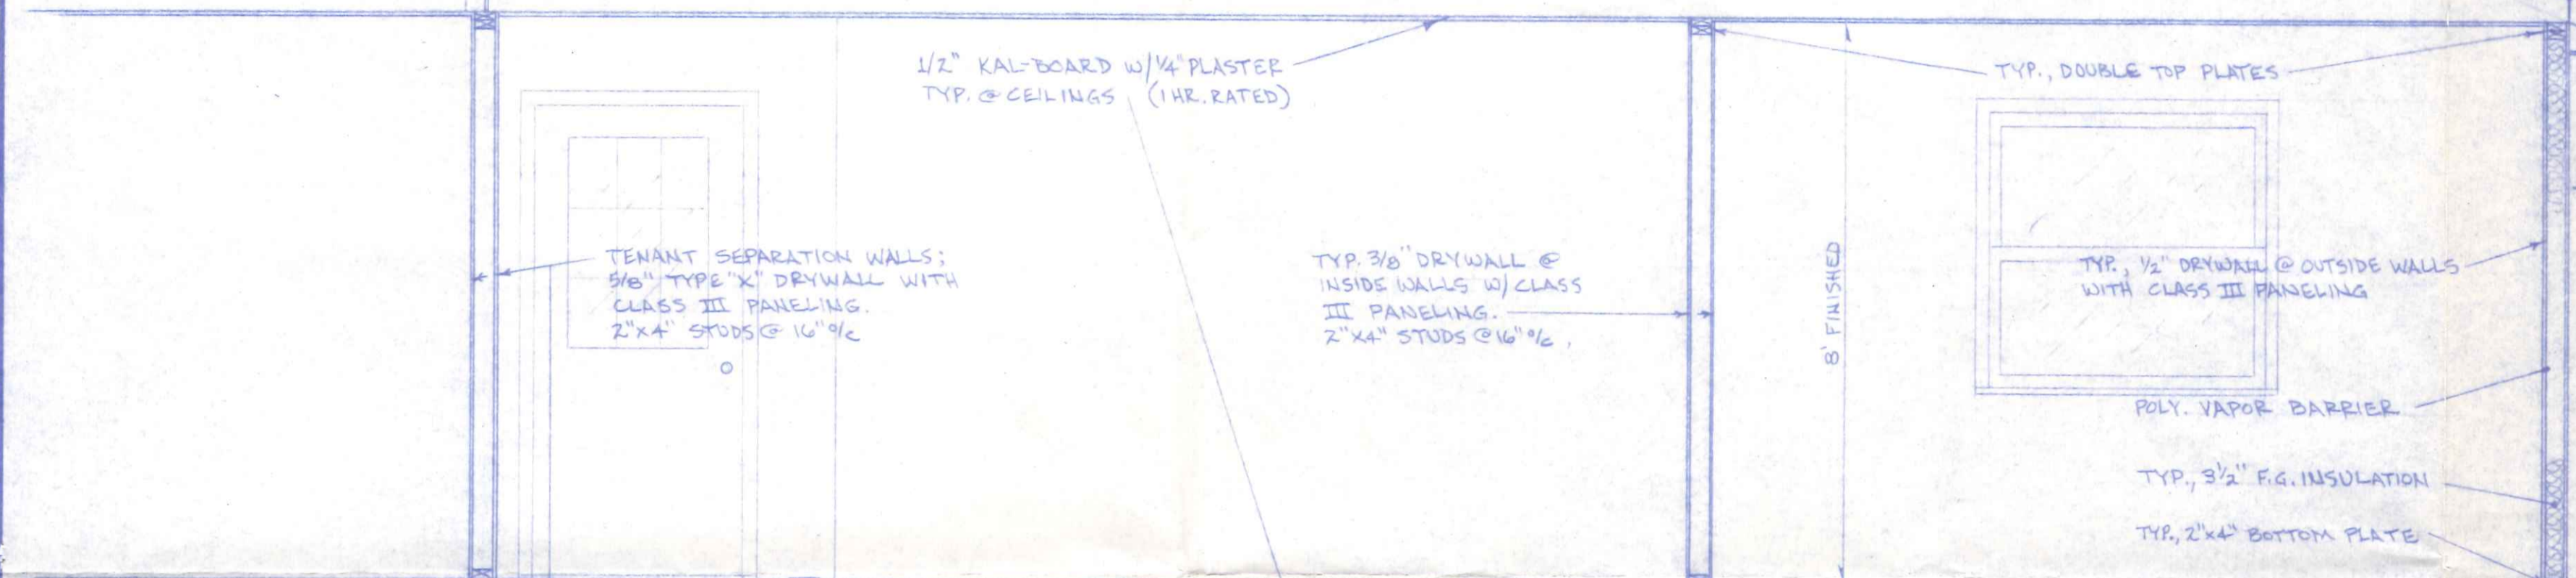 1/2" KAL-BOARD W/ 1/4" PLASTER
TYP. @ CEILINGS (1 HR. RATED)
TYP., DOUBLE TOP PLATES
TENANT SEPARATION WALLS;
5/8" TYPE "X" DRYWALL WITH
CLASS III PANELING.
2"x4" STUDS @ 16" o/c
TYP. 3/8" DRYWALL @
INSIDE WALLS W/ CLASS
III PANELING.
2"x4" STUDS @ 16" o/c,
8' FINISHED
TYP., 1/2" DRYWALL @ OUTSIDE WALLS
WITH CLASS III PANELING
POLY. VAPOR BARRIER
TYP., 3 1/2" F.G. INSULATION
TYP., 2"x4" BOTTOM PLATE